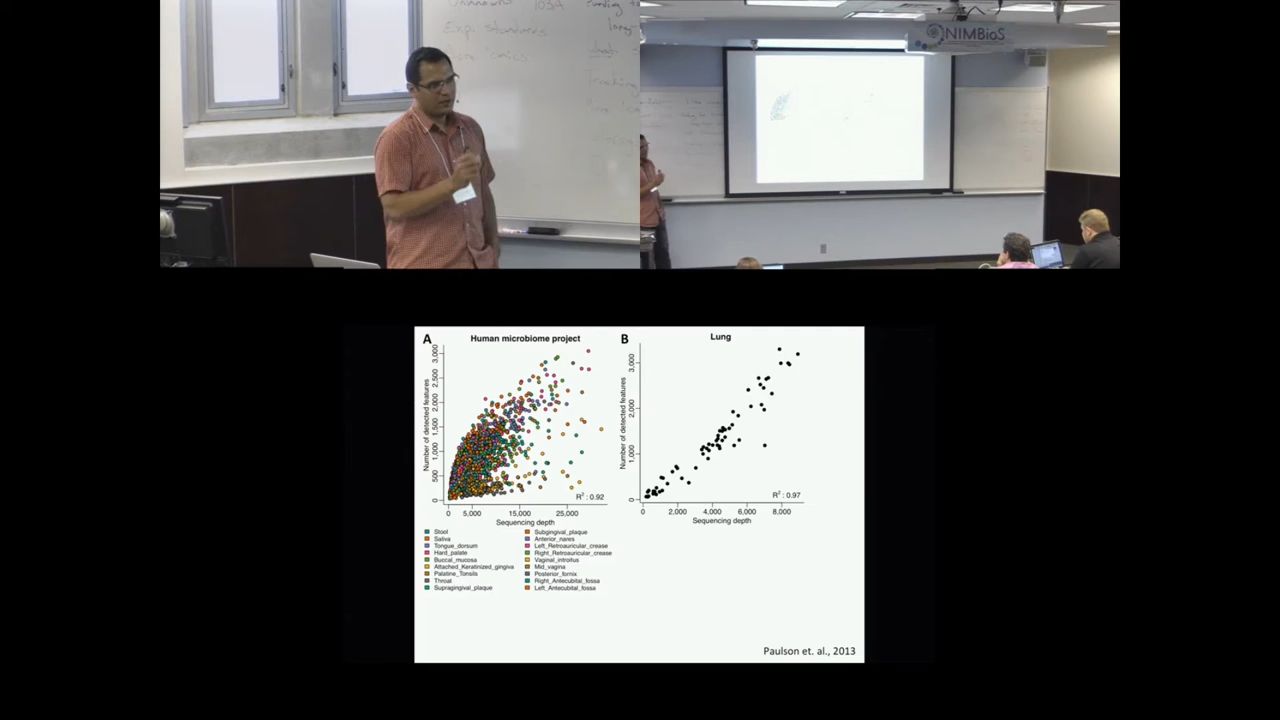 Unknowns
Exp. standards
NIMBioS
A
Human microbiome project
Number of detected features
3,000
2,500
2,000
1,500
1,000
500
0
0
5,000
15,000
25,000
Sequencing depth
R² : 0.92
B
Lung
Number of detected features
3,000
2,000
1,000
0
0
2,000
4,000
6,000
8,000
Sequencing depth
R² : 0.97
Stool
Saliva
Tongue_dorsum
Hard_palate
Buccal_mucosa
Attached_Keratinized_gingiva
Palatine_Tonsils
Throat
Supragingival_plaque
Subgingival_plaque
Anterior_nares
Left_Retroauricular_crease
Right_Retroauricular_crease
Vaginal_introitus
Mid_vagina
Posterior_fornix
Right_Antecubital_fossa
Left_Antecubital_fossa
Paulson et. al., 2013